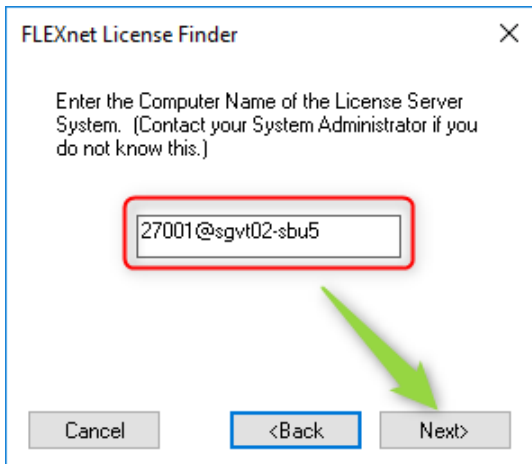 FLEXnet License Finder
Enter the Computer Name of the License Server
System. (Contact your System Administrator if you
do not know this.)
27001@sgvt02-sbu5
Cancel
<Back
Next>